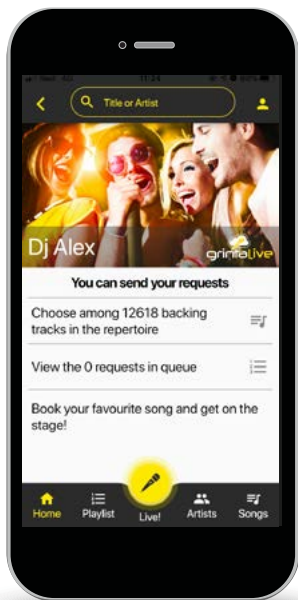 11:24
Title or Artist
Dj Alex
grintalive
You can send your requests
Choose among 12618 backing
tracks in the repertoire
View the 0 requests in queue
Book your favourite song and get on the
stage!
Home Playlist Live! Artists Songs